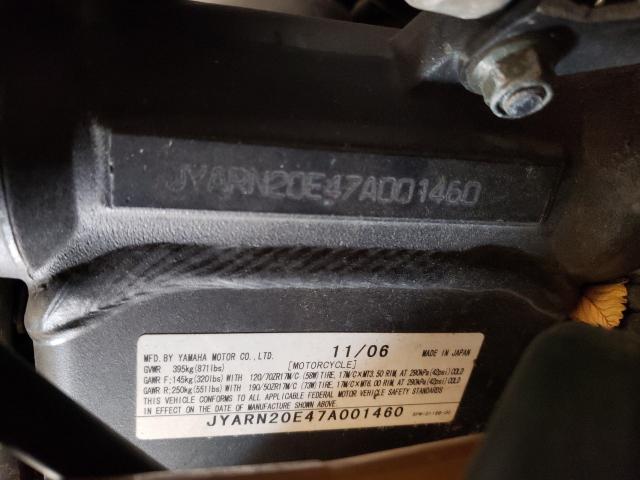 JYARN20E47A001460
MFD. BY YAMAHA MOTOR CO., LTD. 11/06 MADE IN JAPAN
GVWR 395kg(871lbs) [MOTORCYCLE]
GAWR F:145kg(320lbs) WITH 120/70ZR17M/C (58W) TIRE, 17M/C×MT3.50 RIM, AT 290kPa(42psi) COLD
GAWR R:250kg(551lbs) WITH 190/50ZR17M/C (73W) TIRE, 17M/C×MT6.00 RIM, AT 290kPa(42psi) COLD
THIS VEHICLE CONFORMS TO ALL APPLICABLE FEDERAL MOTOR VEHICLE SAFETY STANDARDS
IN EFFECT ON THE DATE OF MANUFACTURE SHOWN ABOVE.
JYARN20E47A001460